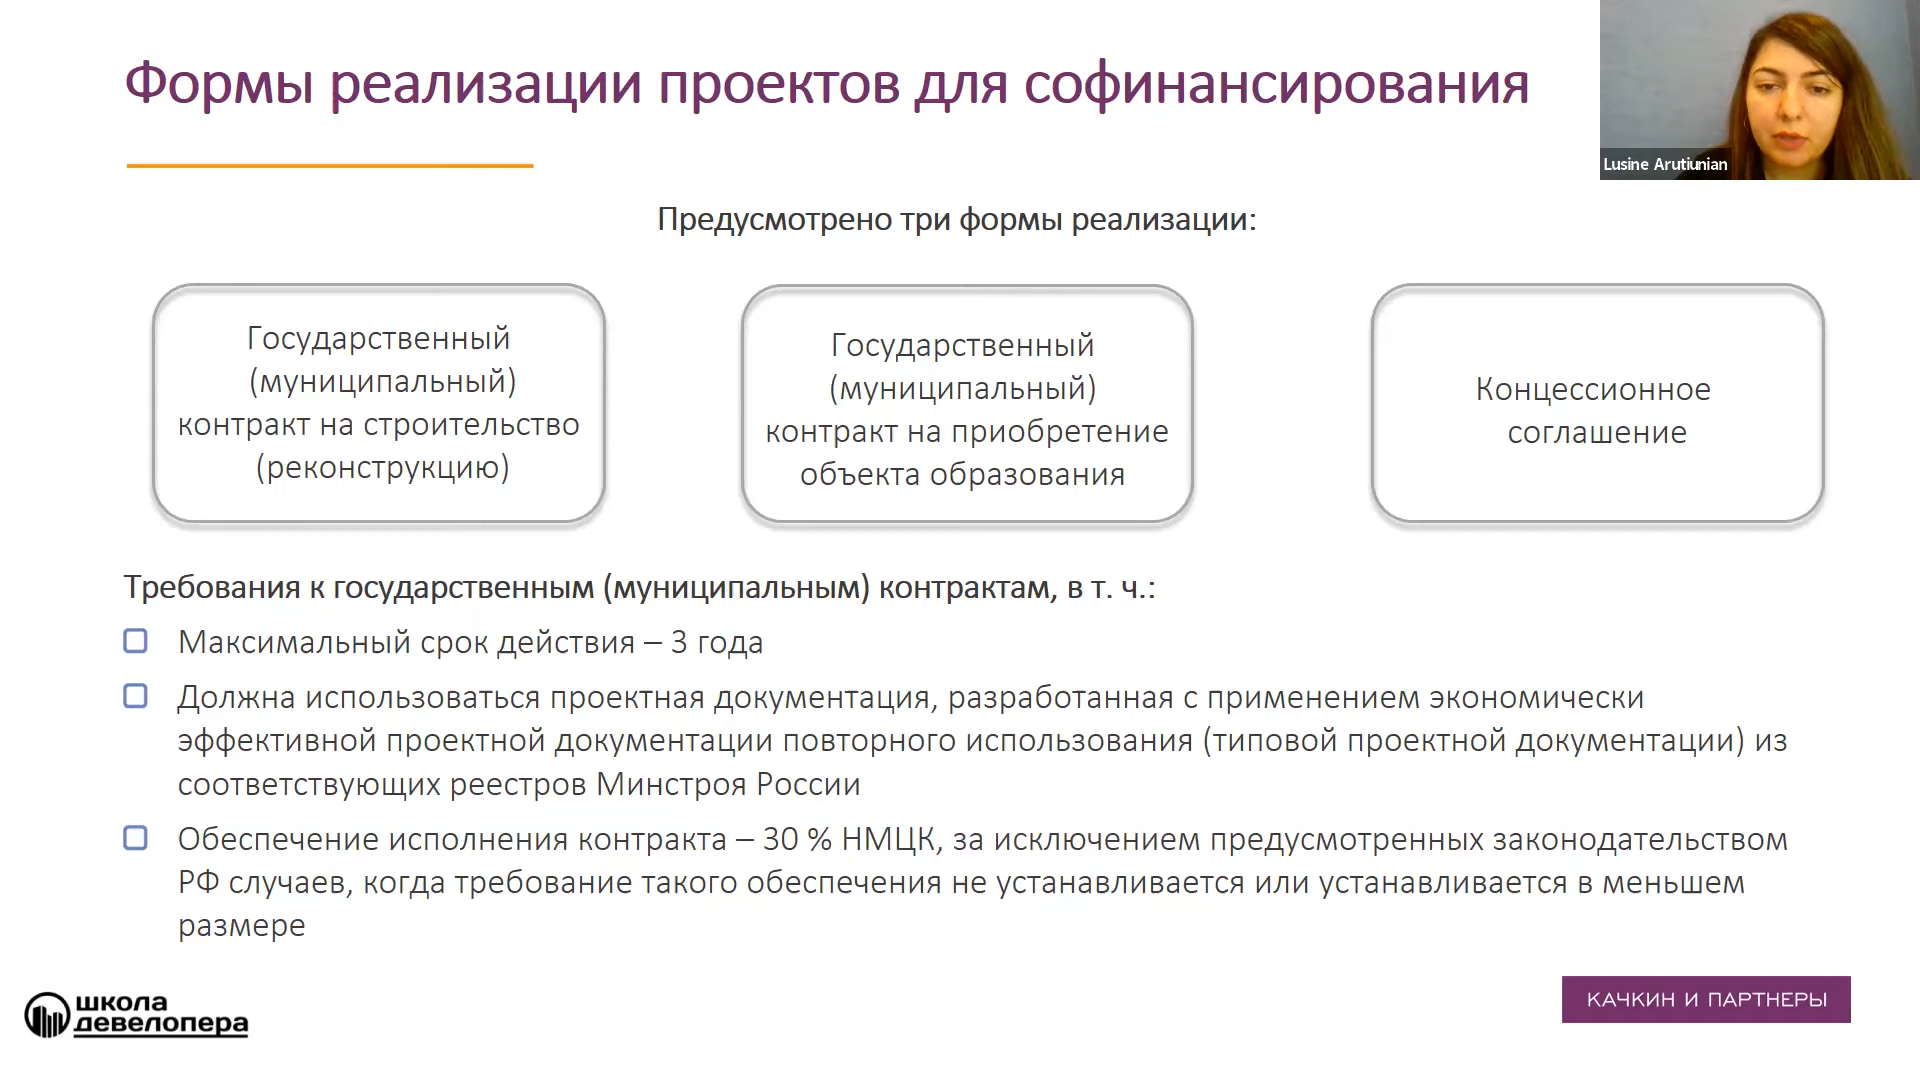 Формы реализации проектов для софинансирования
Lusine Arutiunian
Предусмотрено три формы реализации:
Государственный
(муниципальный)
контракт на строительство
(реконструкцию)
Государственный
(муниципальный)
контракт на приобретение
объекта образования
Концессионное
соглашение
Требования к государственным (муниципальным) контрактам, в т. ч.:
Максимальный срок действия – 3 года
Должна использоваться проектная документация, разработанная с применением экономически
эффективной проектной документации повторного использования (типовой проектной документации) из
соответствующих реестров Минстроя России
Обеспечение исполнения контракта – 30 % НМЦК, за исключением предусмотренных законодательством
РФ случаев, когда требование такого обеспечения не устанавливается или устанавливается в меньшем
размере
школа
девелопера
КАЧКИН И ПАРТНЕРЫ